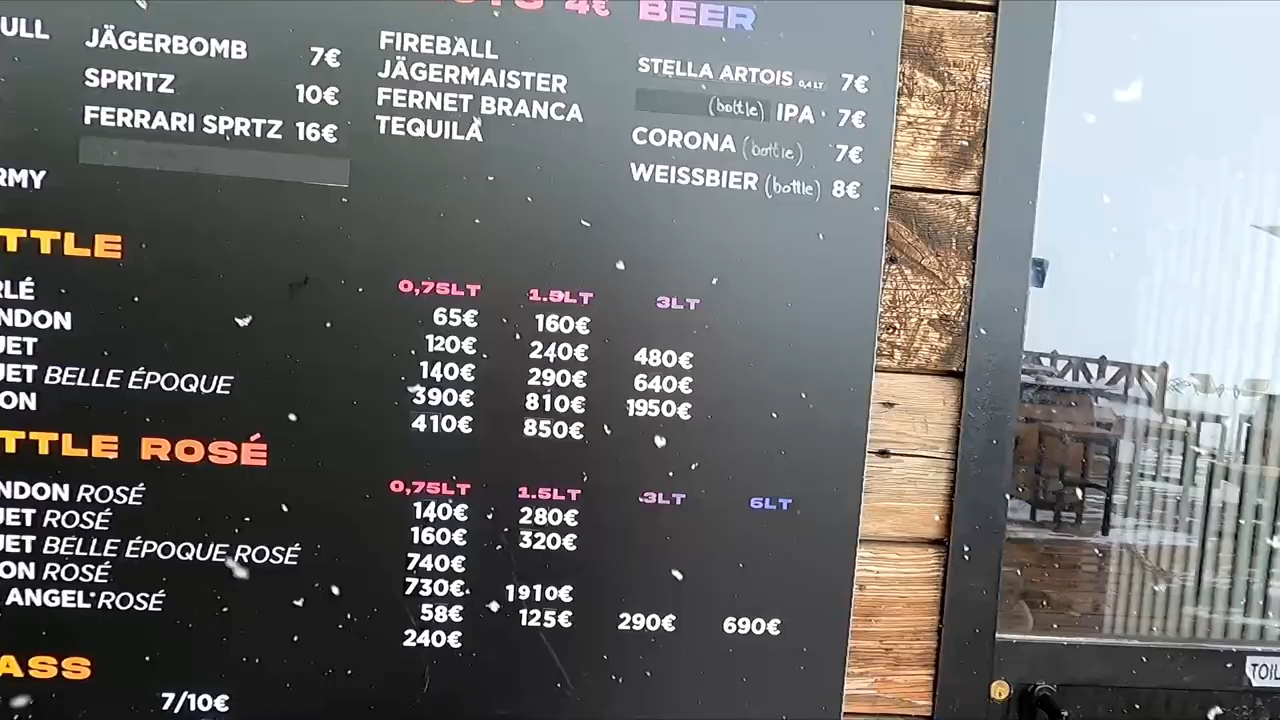 4€ BEER
ULL JÄGERBOMB 7€ FIREBALL STELLA ARTOIS 0,4 LT 7€
SPRITZ 10€ JÄGERMAISTER (bottle) IPA 7€
FERRARI SPRTZ 16€ FERNET BRANCA CORONA (bottle) 7€
TEQUILA WEISSBIER (bottle) 8€
RMY
TTLE
0,75LT 1.5LT 3LT
RLÉ 65€ 160€
NDON 120€ 240€ 480€
UET 140€ 290€ 640€
UET BELLE ÉPOQUE 390€ 810€ 1950€
ON 410€ 850€
TTLE ROSÉ
0,75LT 1.5LT 3LT 6LT
NDON ROSÉ 140€ 280€
UET ROSÉ 160€ 320€
UET BELLE ÉPOQUE ROSÉ 740€
ON ROSÉ 730€ 1910€
ANGEL ROSÉ 58€ 125€ 290€ 690€
240€
ASS
7/10€
TOIL